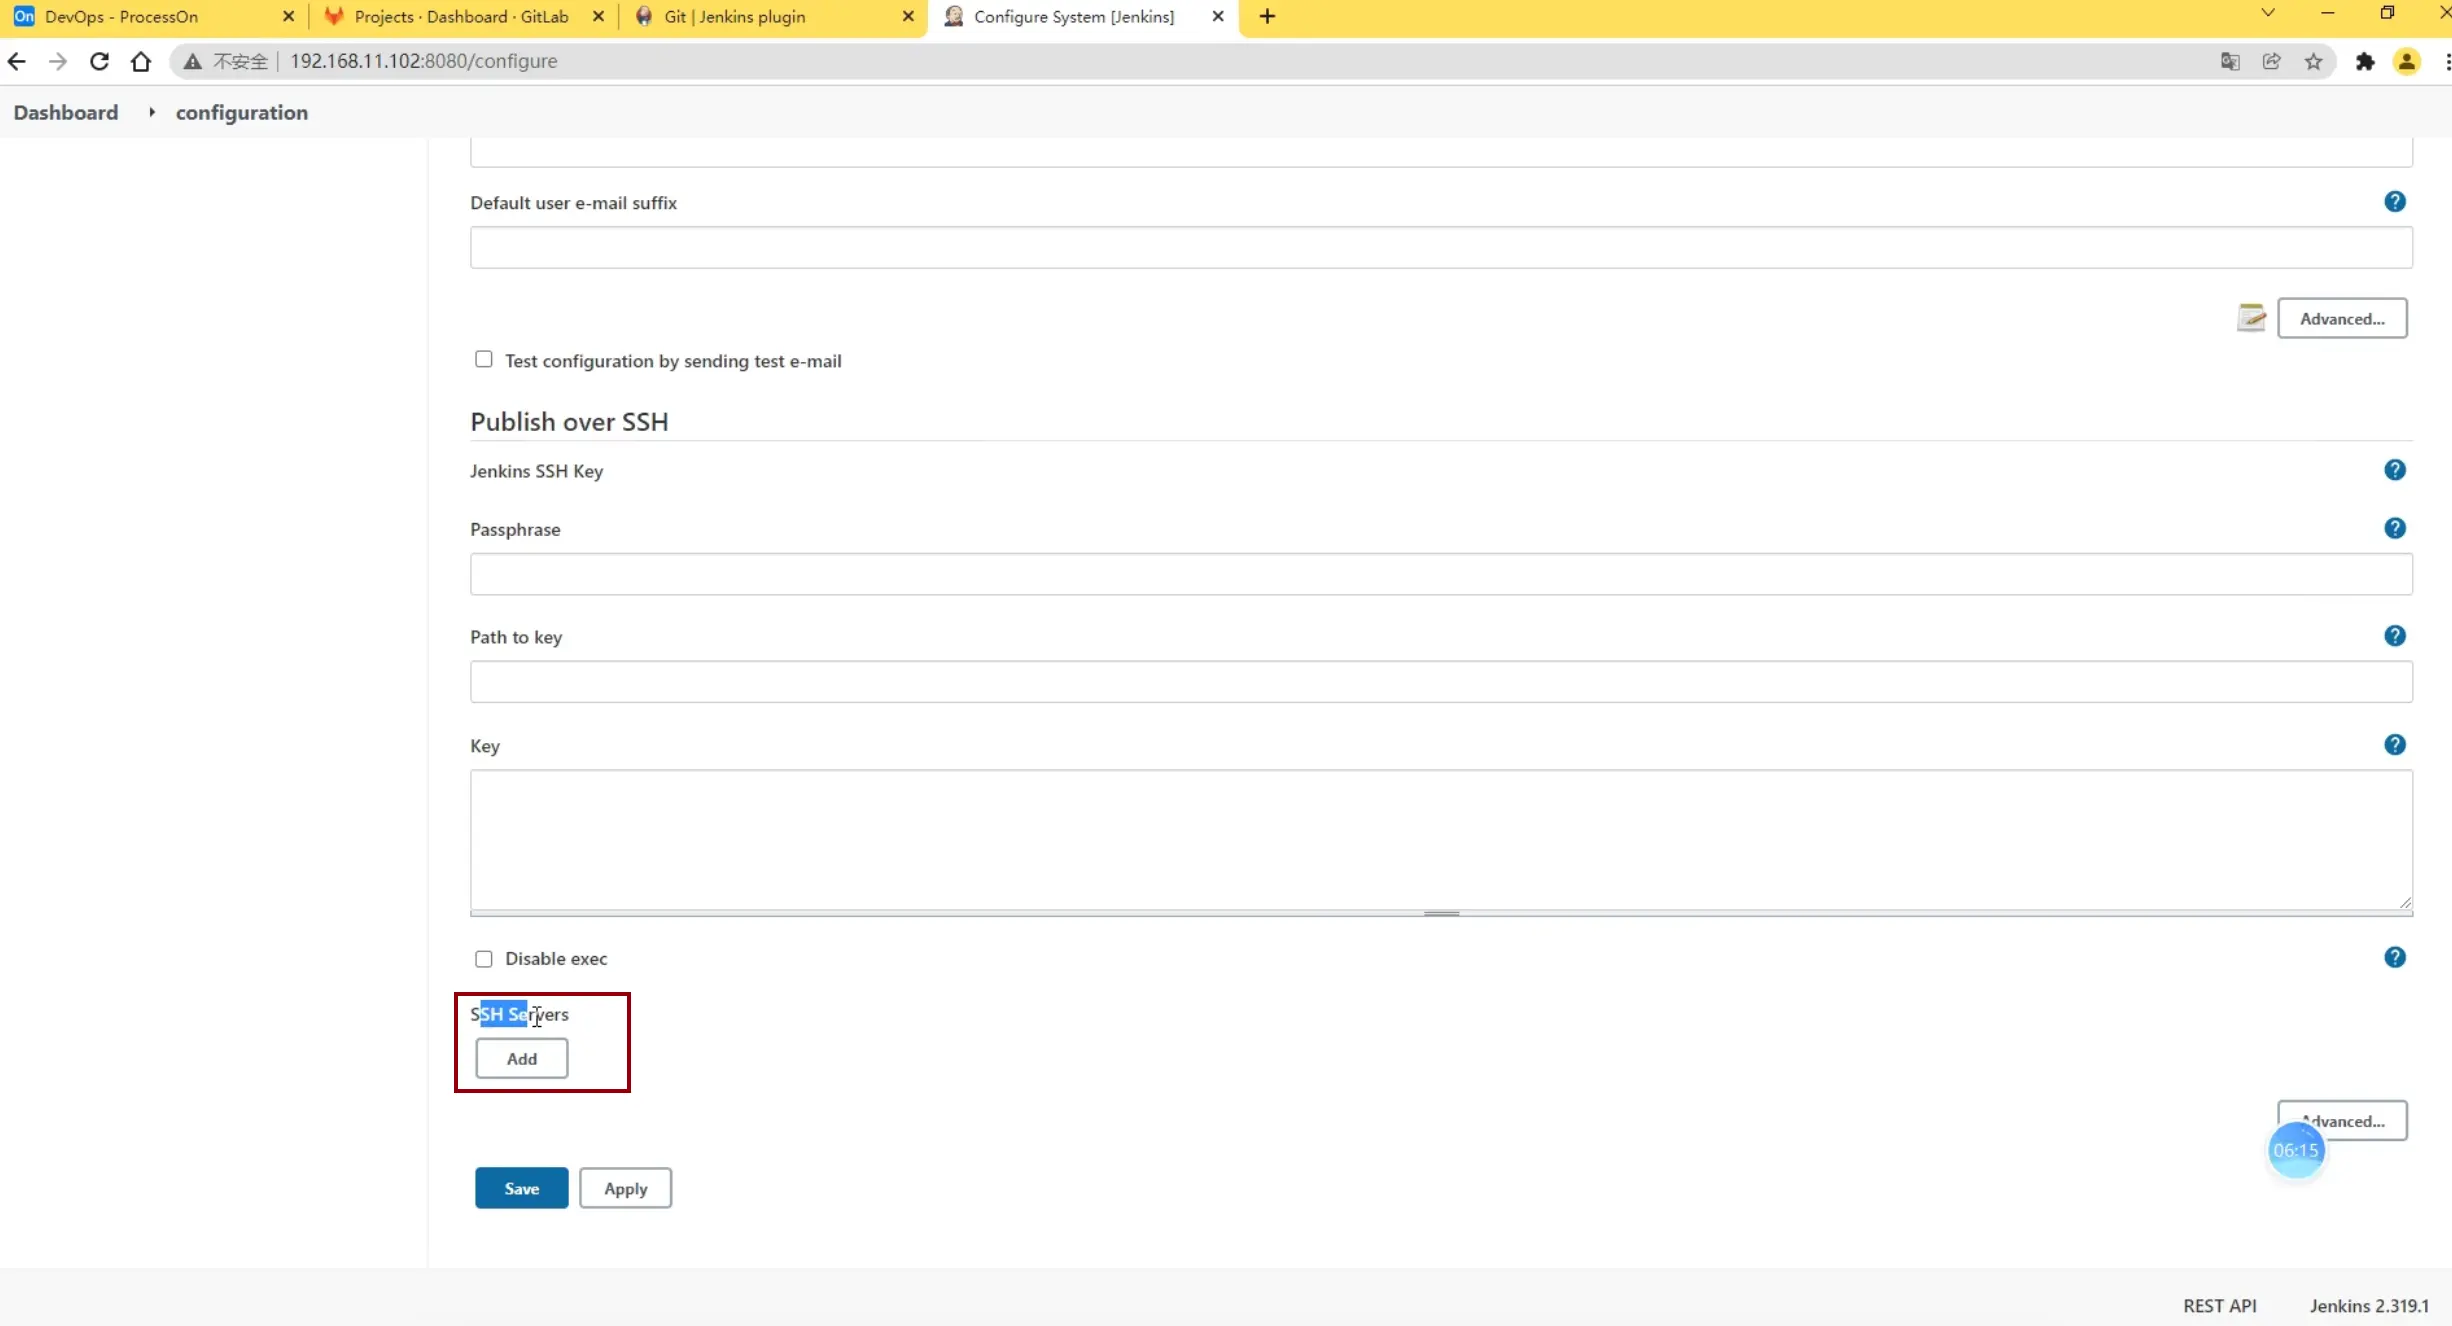 On DevOps - ProcessOn
Projects · Dashboard · GitLab
Git | Jenkins plugin
Configure System [Jenkins]
不安全 192.168.11.102:8080/configure
Dashboard configuration
Default user e-mail suffix
Advanced...
Test configuration by sending test e-mail
Publish over SSH
Jenkins SSH Key
Passphrase
Path to key
Key
Disable exec
SSH Servers
Add
Advanced...
06:15
Save Apply
REST API Jenkins 2.319.1